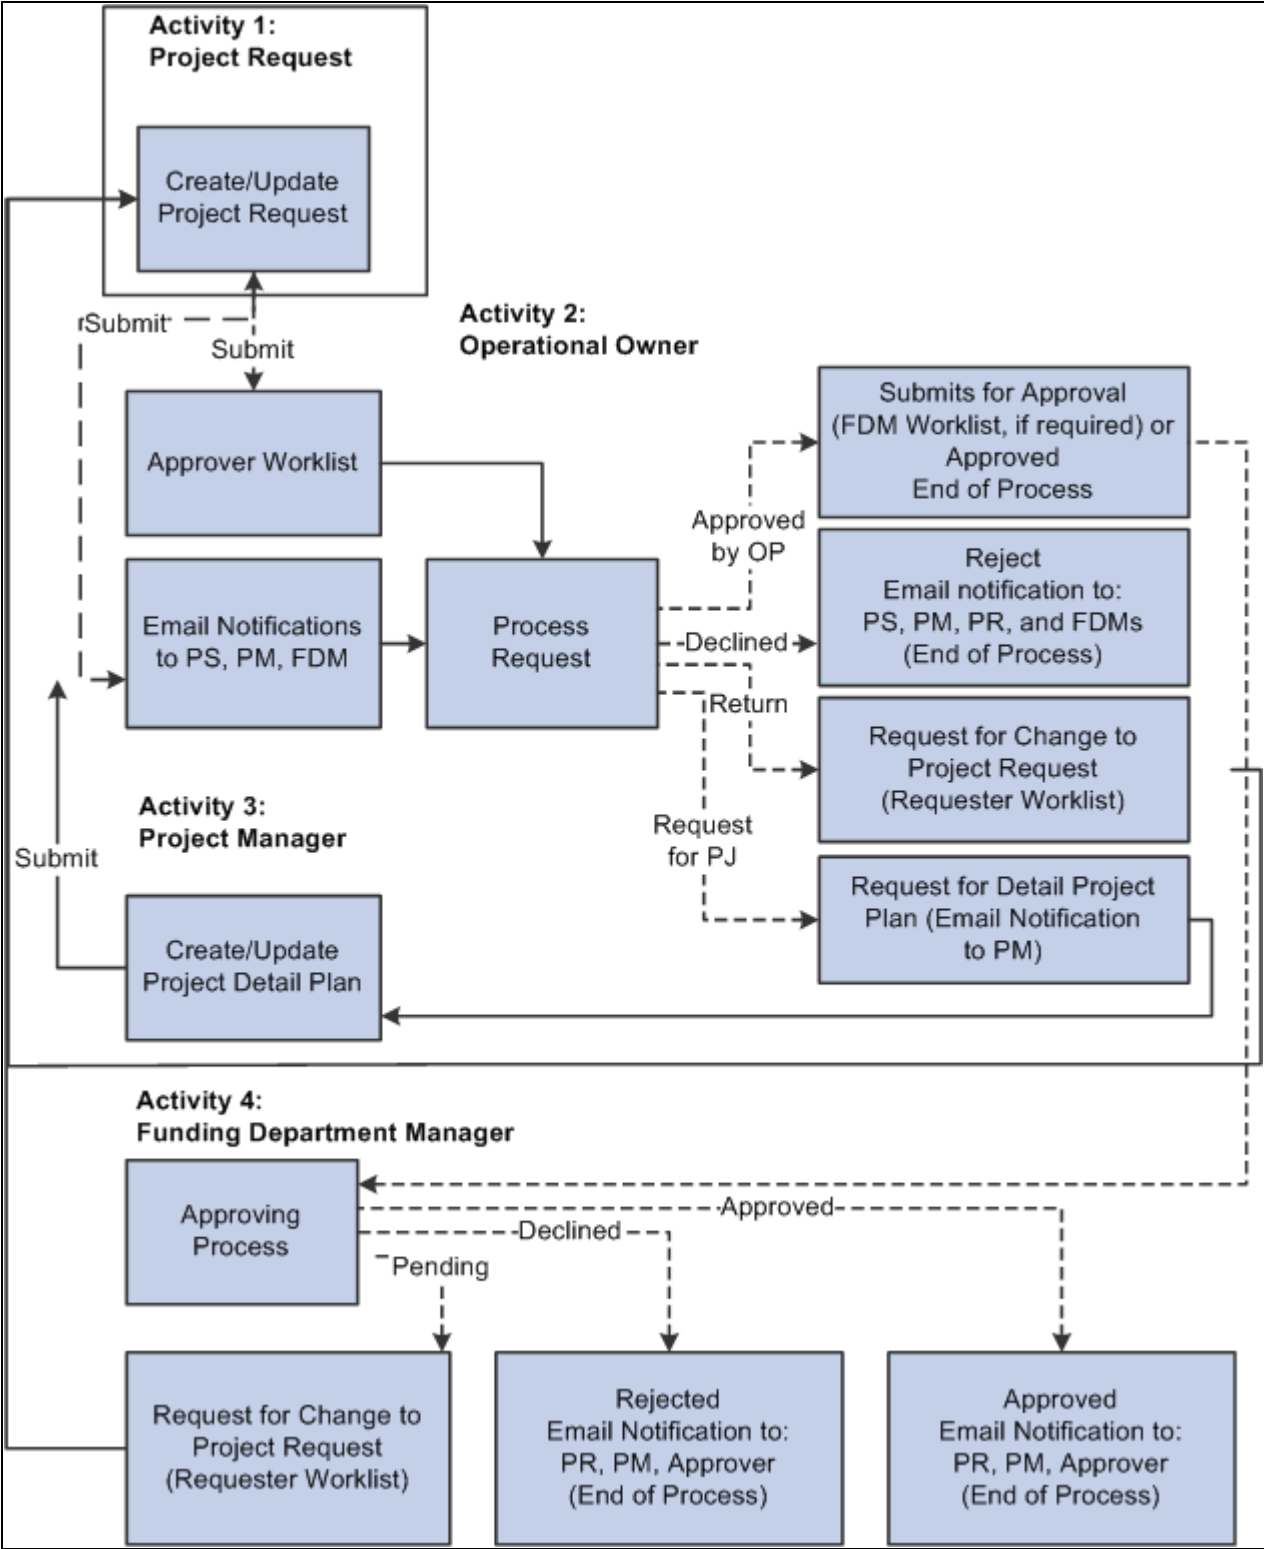 Activity 1:
Project Request
Create/Update
Project Request
Submit
Submit
Activity 2:
Operational Owner
Approver Worklist
Email Notifications
to PS, PM, FDM
Process
Request
Approved
by OP
Declined
Return
Request
for PJ
Submits for Approval
(FDM Worklist, if required) or
Approved
End of Process
Reject
Email notification to:
PS, PM, PR, and FDMs
(End of Process)
Request for Change to
Project Request
(Requester Worklist)
Request for Detail Project
Plan (Email Notification
to PM)
Activity 3:
Project Manager
Submit
Create/Update
Project Detail Plan
Activity 4:
Funding Department Manager
Approving
Process
Approved
Declined
Pending
Request for Change to
Project Request
(Requester Worklist)
Rejected
Email Notification to:
PR, PM, Approver
(End of Process)
Approved
Email Notification to:
PR, PM, Approver
(End of Process)